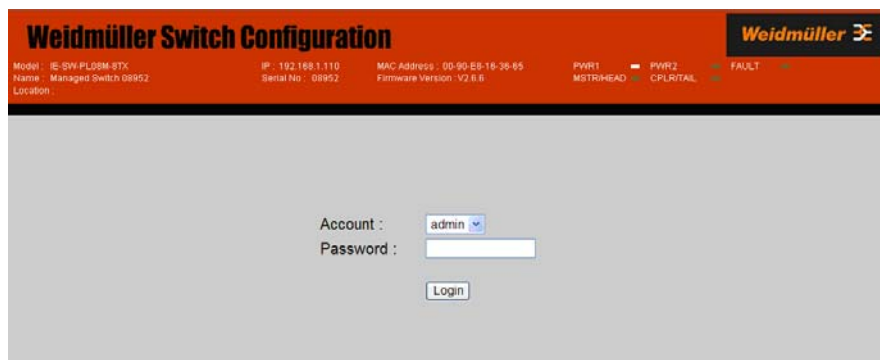 Weidmüller Switch Configuration
Weidmüller
Model : IE-SW-PL08M-8TX IP : 192.168.1.110 MAC Address : 00-90-E8-16-36-65 PWR1 PWR2 FAULT
Name : Managed Switch 08952 Serial No : 08952 Firmware Version : V2.6.6 MSTR/HEAD CPLR/TAIL
Location :
Account : admin
Password :
Login